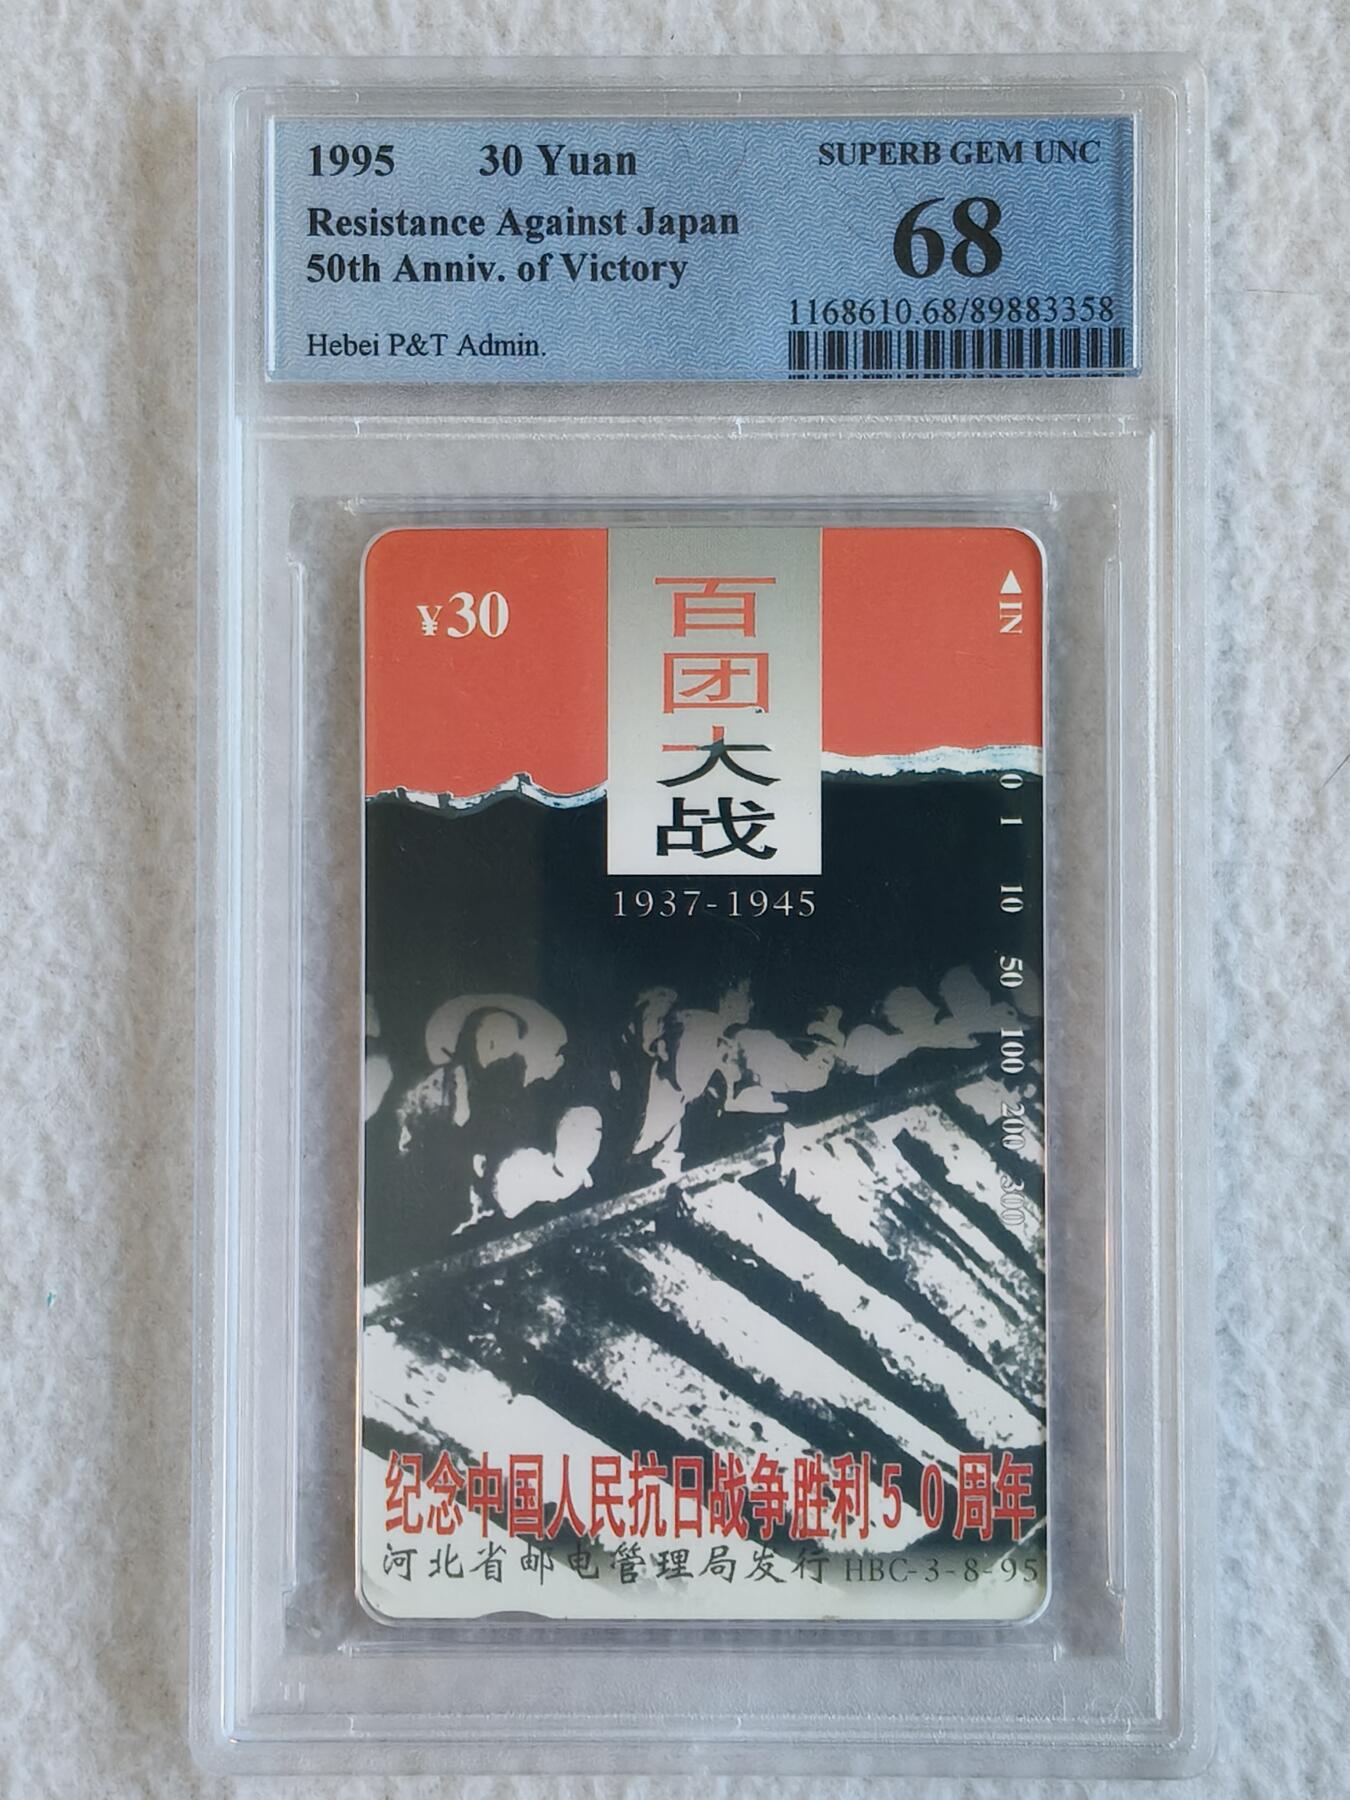 1995 30 Yuan SUPERB GEM UNC
Resistance Against Japan
50th Anniv. of Victory
68
1168610.68/89883358
Hebei P&T Admin.
¥30
百团大战
1937-1945
◀IN
0 1 10 50 100 200 300
纪念中国人民抗日战争胜利50周年
河北省邮电管理局发行 HBC-3-8-95